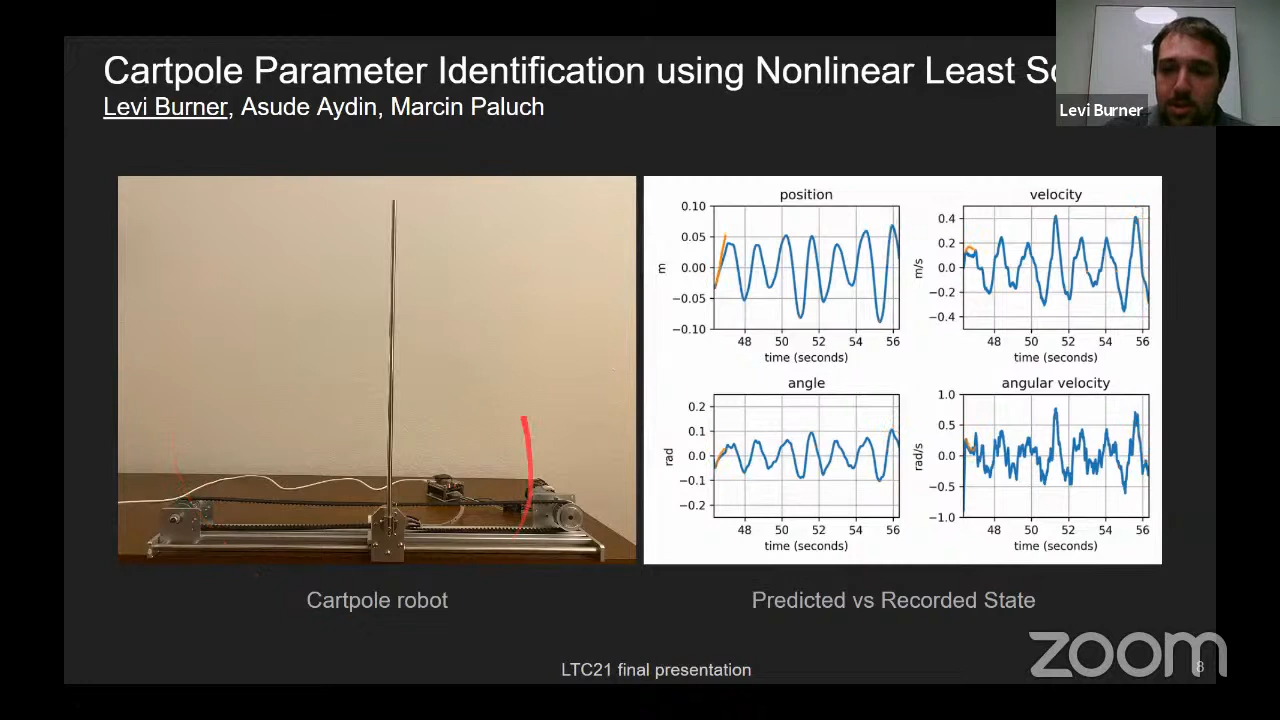 Cartpole Parameter Identification using Nonlinear Least
Levi Burner, Asude Aydin, Marcin Paluch
Levi Burner
position
0.10
0.05
0.00
−0.05
−0.10
m
48 50 52 54 56
time (seconds)
velocity
0.4
0.2
0.0
−0.2
−0.4
m/s
48 50 52 54 56
time (seconds)
angle
0.2
0.1
0.0
−0.1
−0.2
rad
48 50 52 54 56
time (seconds)
angular velocity
1.0
0.5
0.0
−0.5
−1.0
rad/s
48 50 52 54 56
time (seconds)
Cartpole robot
Predicted vs Recorded State
LTC21 final presentation
zoom
8